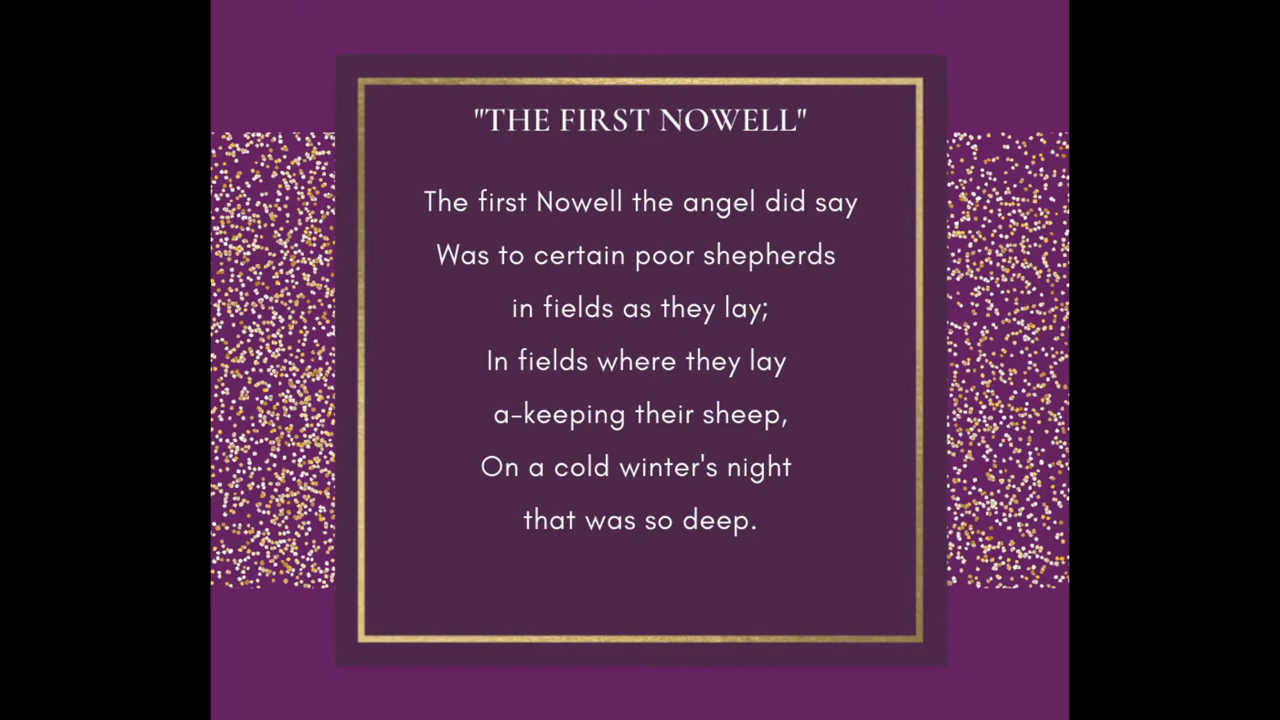 "THE FIRST NOWELL"
The first Nowell the angel did say
Was to certain poor shepherds
in fields as they lay;
In fields where they lay
a-keeping their sheep,
On a cold winter's night
that was so deep.